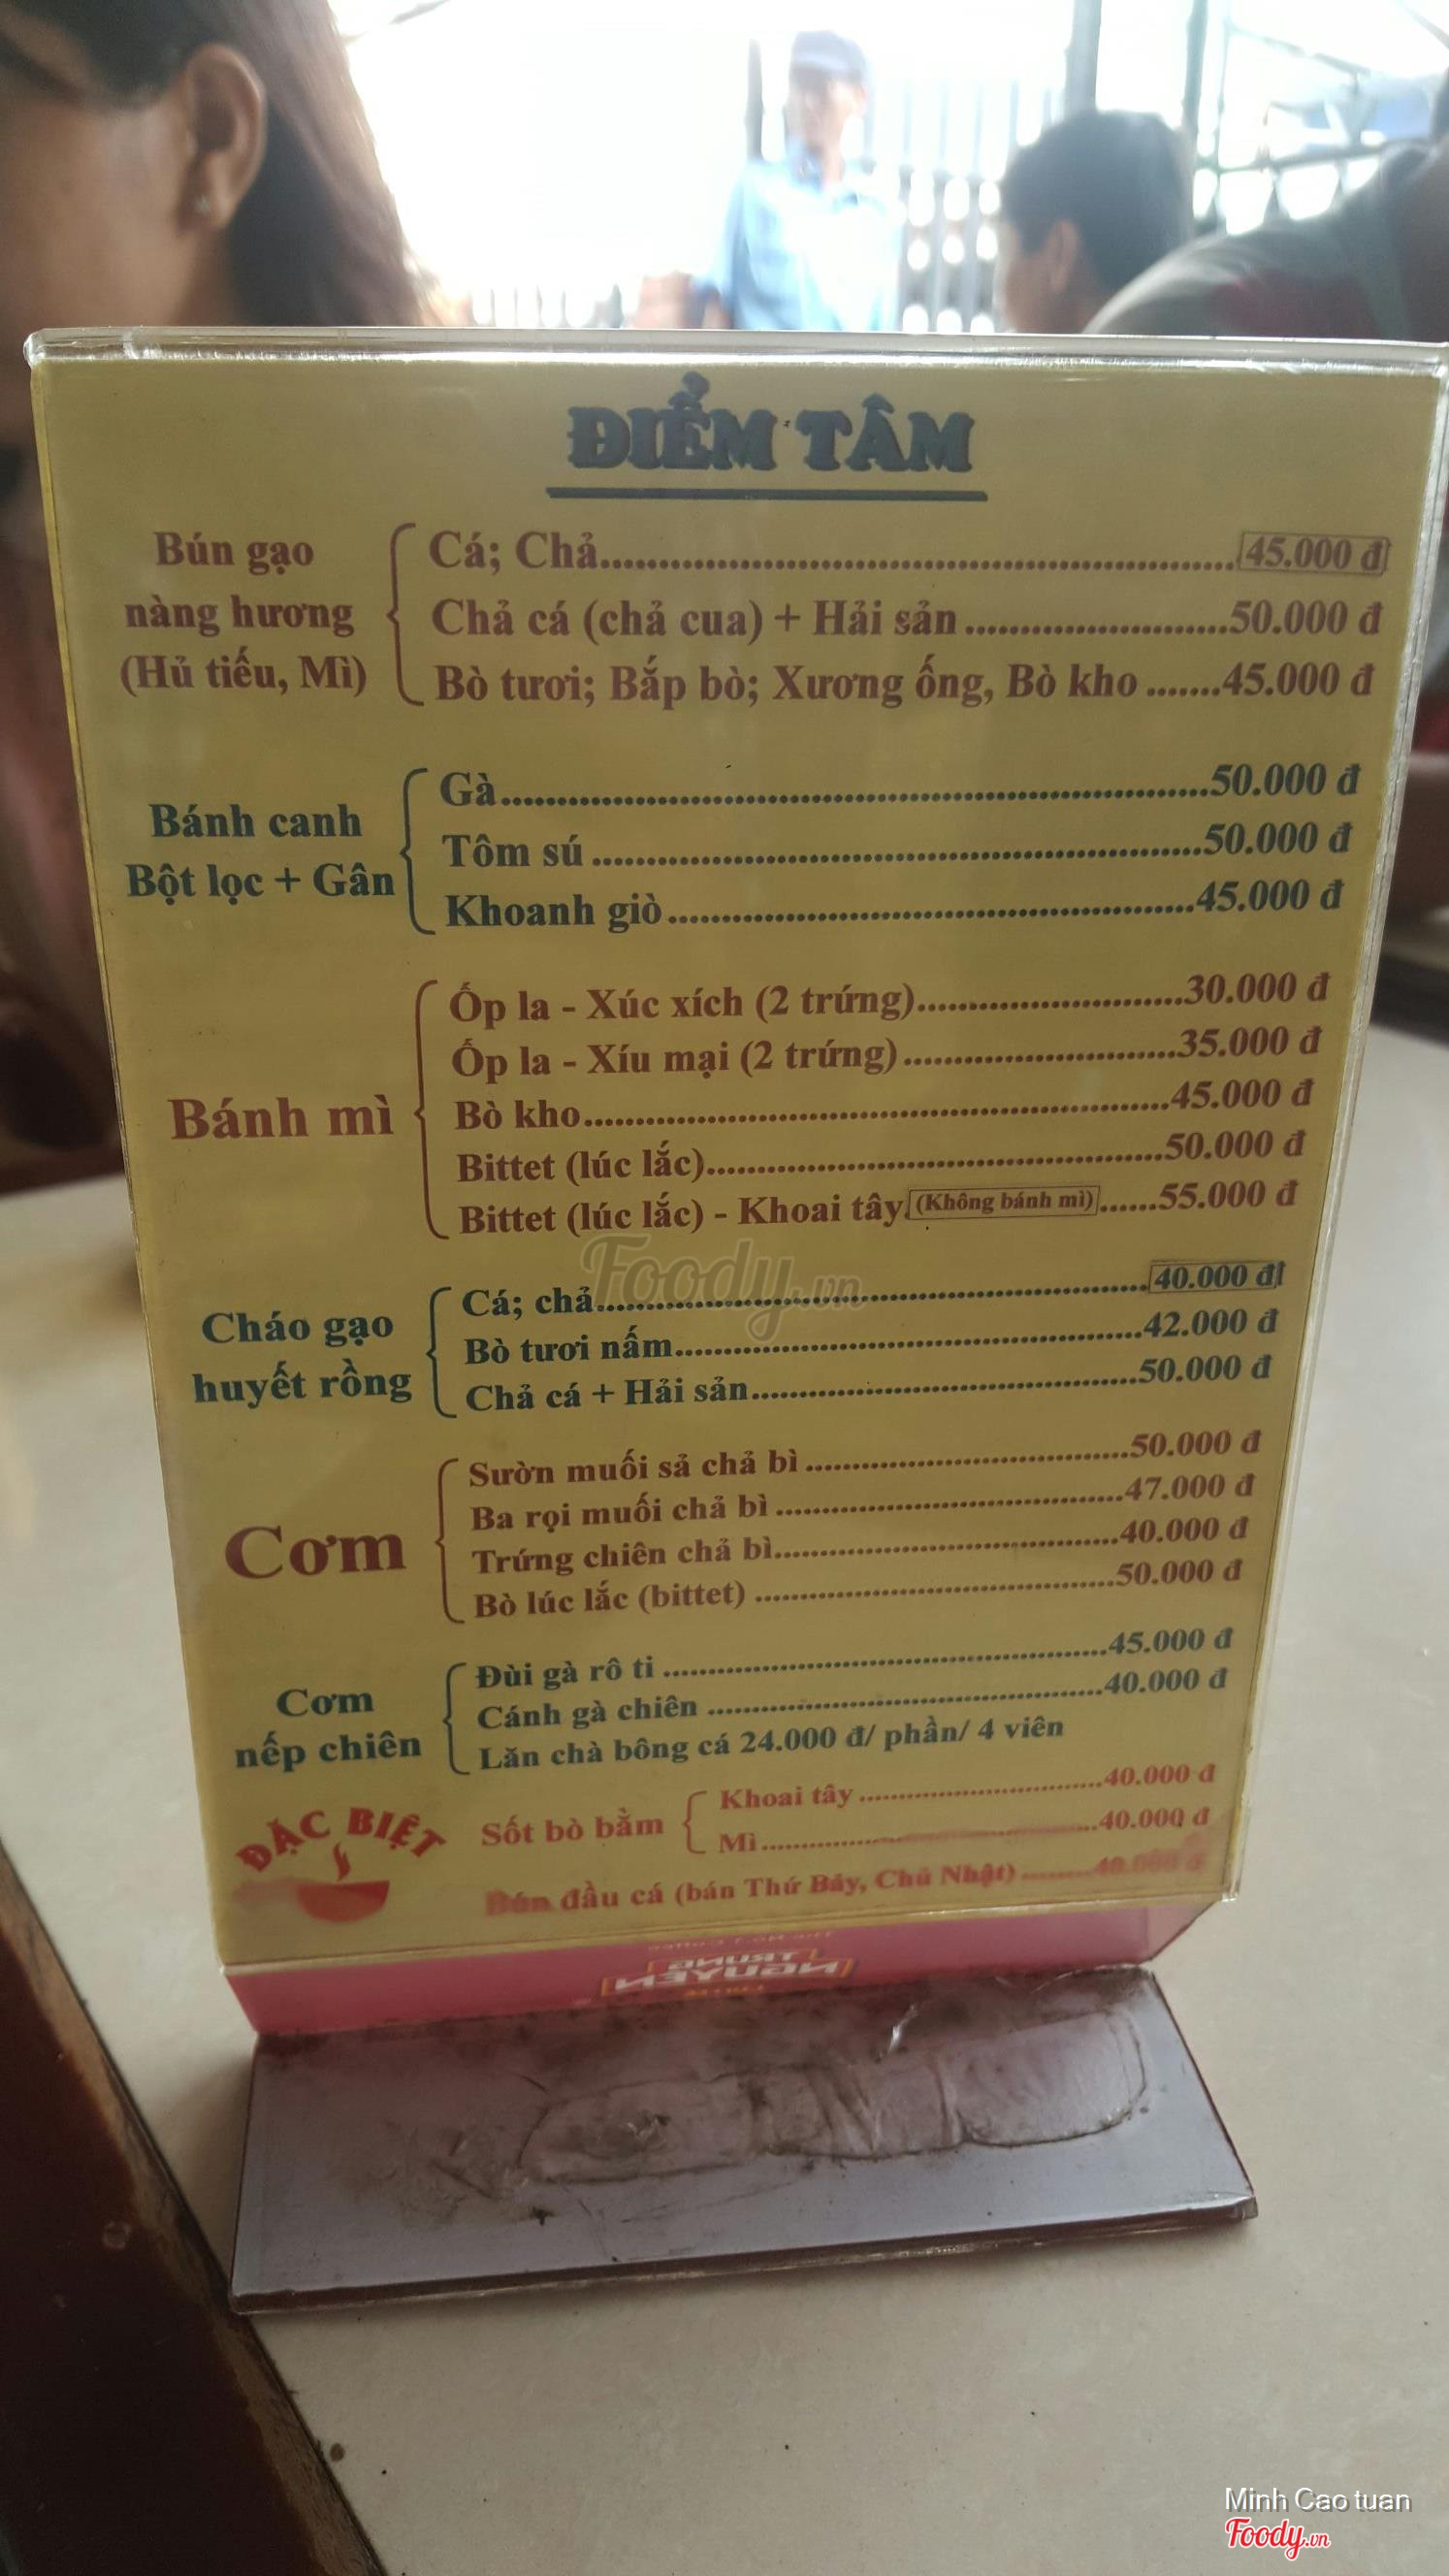 ĐIỂM TÂM
Bún gạo
nàng hương
(Hủ tiếu, Mì)
Cá; Chả.....45.000 đ
Chả cá (chả cua) + Hải sản.....50.000 đ
Bò tươi; Bắp bò; Xương ống, Bò kho.....45.000 đ
Bánh canh
Bột lọc + Gân
Gà.....50.000 đ
Tôm sú.....50.000 đ
Khoanh giò.....45.000 đ
Bánh mì
Ốp la - Xúc xích (2 trứng).....30.000 đ
Ốp la - Xíu mại (2 trứng).....35.000 đ
Bò kho.....45.000 đ
Bittet (lúc lắc).....50.000 đ
Bittet (lúc lắc) - Khoai tây (Không bánh mì).....55.000 đ
Foody.vn
Cháo gạo
huyết rồng
Cá; chả.....40.000 đ
Bò tươi nấm.....42.000 đ
Chả cá + Hải sản.....50.000 đ
Cơm
Sườn muối sả chả bì.....50.000 đ
Ba rọi muối chả bì.....47.000 đ
Trứng chiên chả bì.....40.000 đ
Bò lúc lắc (bittet).....50.000 đ
Cơm
nếp chiên
Đùi gà rô ti.....45.000 đ
Cánh gà chiên.....40.000 đ
Lăn chà bông cá 24.000 đ/ phần/ 4 viên
ĐẶC BIỆT
Sốt bò bằm
Khoai tây.....40.000 đ
Mì.....40.000 đ
Bún đầu cá (bán Thứ Bảy, Chủ Nhật).....
TRUNG
NGUYÊN
Minh Cao tuan
Foody.vn